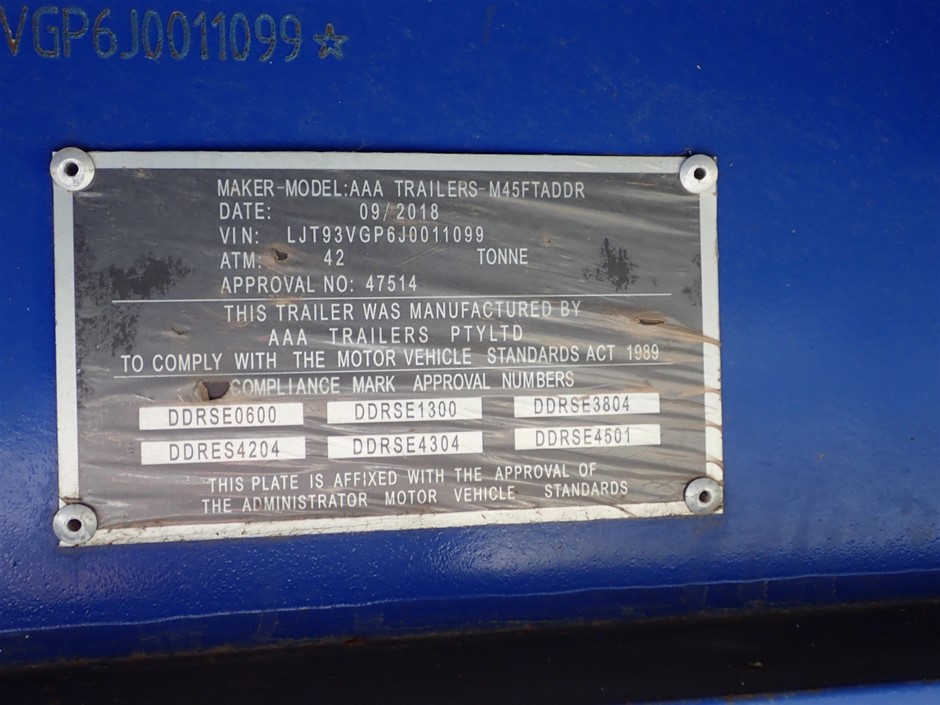 VGP6J0011099☆
MAKER-MODEL:AAA TRAILERS-M45FTADDR
DATE: 09/2018
VIN: LJT93VGP6J0011099
ATM: 42 TONNE
APPROVAL NO: 47514
THIS TRAILER WAS MANUFACTURED BY
AAA TRAILERS PTYLTD
TO COMPLY WITH THE MOTOR VEHICLE STANDARDS ACT 1989
COMPLIANCE MARK APPROVAL NUMBERS
DDRSE0600 DDRSE1300 DDRSE3804
DDRES4204 DDRSE4304 DDRSE4501
THIS PLATE IS AFFIXED WITH THE APPROVAL OF
THE ADMINISTRATOR MOTOR VEHICLE STANDARDS